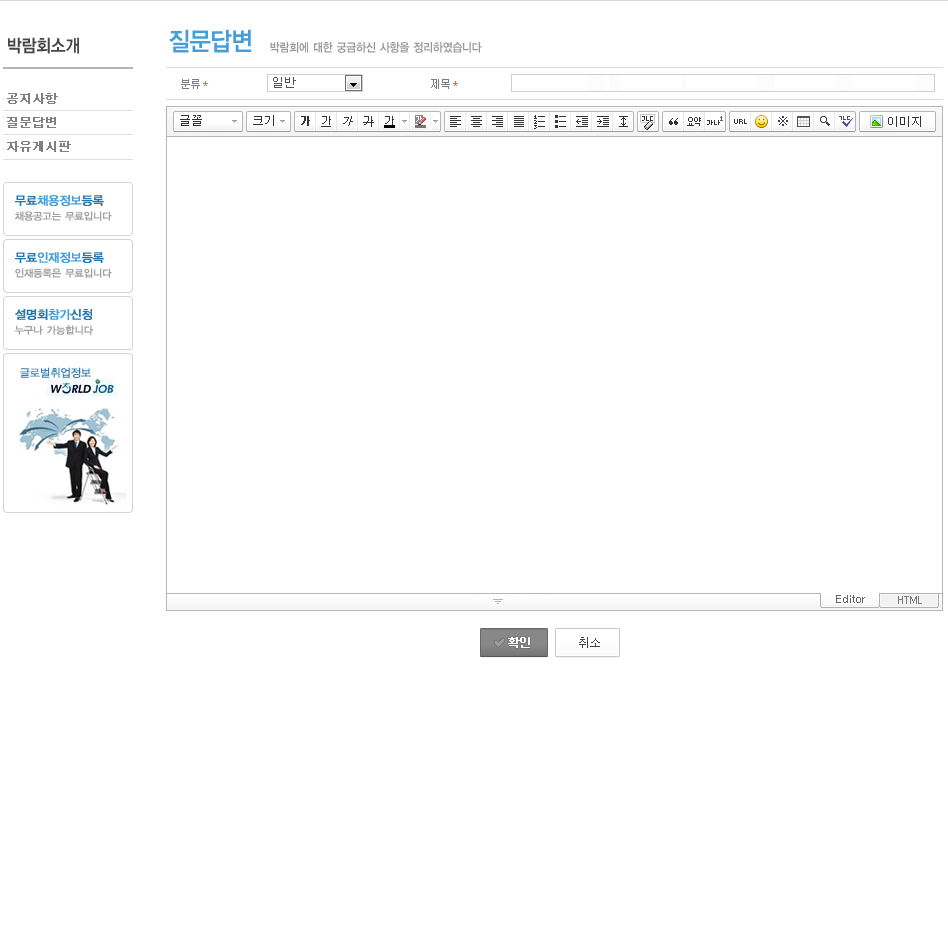 박람회소개
공지사항
질문답변
자유게시판
무료채용정보등록
채용공고는 무료입니다
무료인재정보등록
인재등록은 무료입니다
설명회참가신청
누구나 가능합니다
글로벌취업정보
WORLD JOB
질문답변 박람회에 대한 궁금하신 사항을 정리하였습니다
분류 * 일반 제목 *
글꼴 크기 가 가 가 가 가 “ 요약 가나1 URL ※ 이미지
Editor HTML
확인 취소